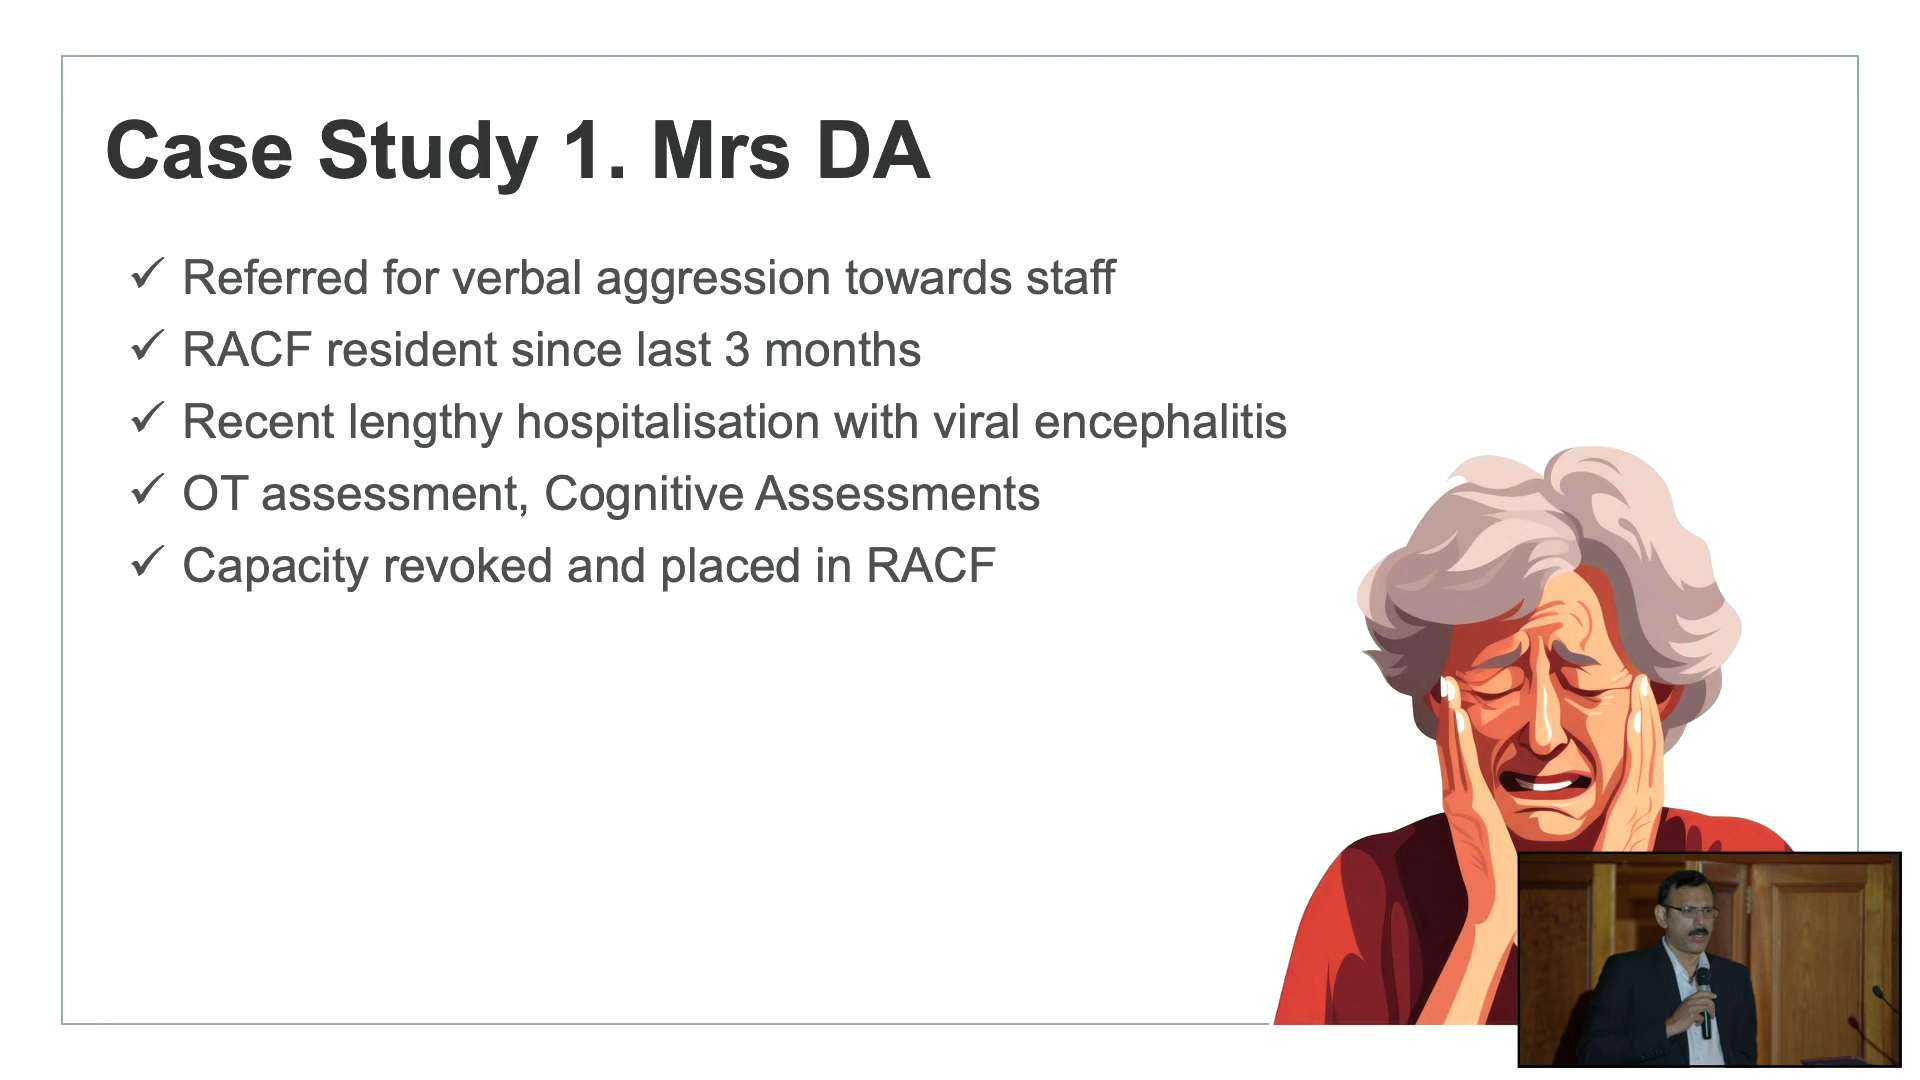 Case Study 1. Mrs DA
✓ Referred for verbal aggression towards staff
✓ RACF resident since last 3 months
✓ Recent lengthy hospitalisation with viral encephalitis
✓ OT assessment, Cognitive Assessments
✓ Capacity revoked and placed in RACF